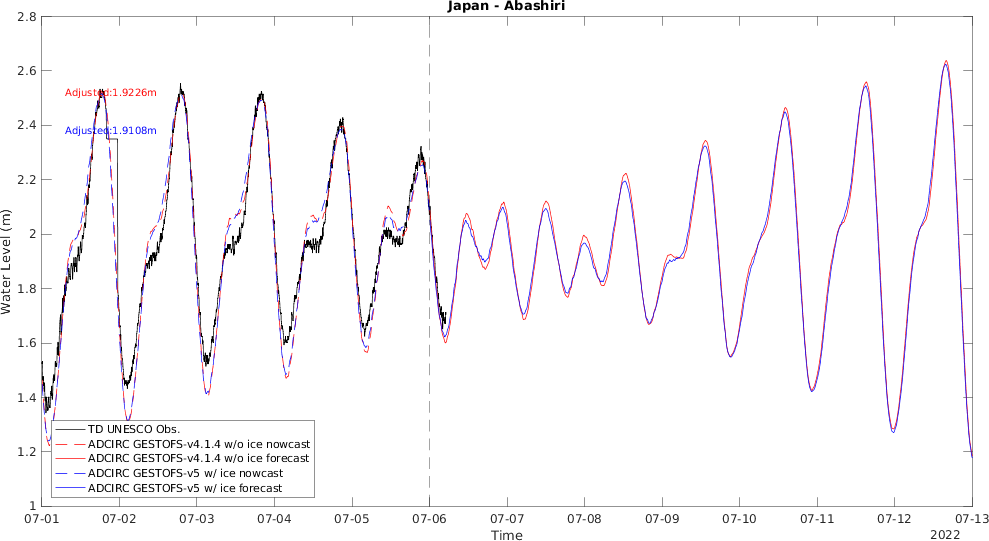 Japan - Abashiri
2.8
2.6
2.4
2.2
2
1.8
1.6
1.4
1.2
1
Water Level (m)
Adjusted:1.9226m
Adjusted:1.9108m
TD UNESCO Obs.
ADCIRC GESTOFS-v4.1.4 w/o ice nowcast
ADCIRC GESTOFS-v4.1.4 w/o ice forecast
ADCIRC GESTOFS-v5 w/ ice nowcast
ADCIRC GESTOFS-v5 w/ ice forecast
07-01 07-02 07-03 07-04 07-05 07-06 07-07 07-08 07-09 07-10 07-11 07-12 07-13
Time
2022